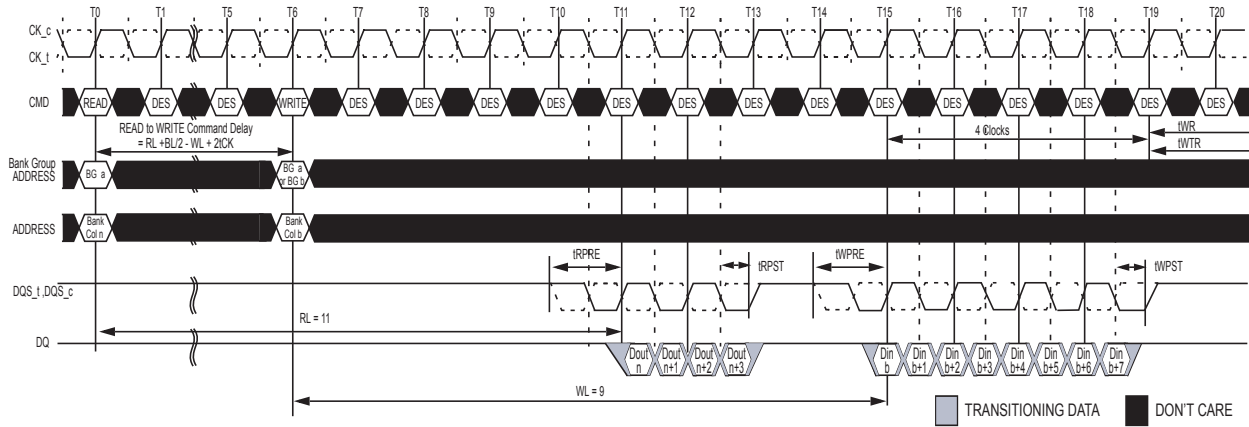 T0 T1 T5 T6 T7 T8 T9 T10 T11 T12 T13 T14 T15 T16 T17 T18 T19 T20
CK_c
CK_t
CMD READ DES DES WRITE DES DES DES DES DES DES DES DES DES DES DES DES DES DES
READ to WRITE Command Delay
= RL +BL/2 - WL + 2tCK
4 Clocks
tWR
tWTR
Bank Group
ADDRESS
BG a
BG a
or BG b
ADDRESS
Bank
Col n
Bank
Col b
tRPRE tRPST tWPRE tWPST
DQS_t ,DQS_c
RL = 11
DQ
Dout Dout Dout Dout Din Din Din Din Din Din Din Din
n n+1 n+2 n+3 b b+1 b+2 b+3 b+4 b+5 b+6 b+7
WL = 9
TRANSITIONING DATA DON'T CARE